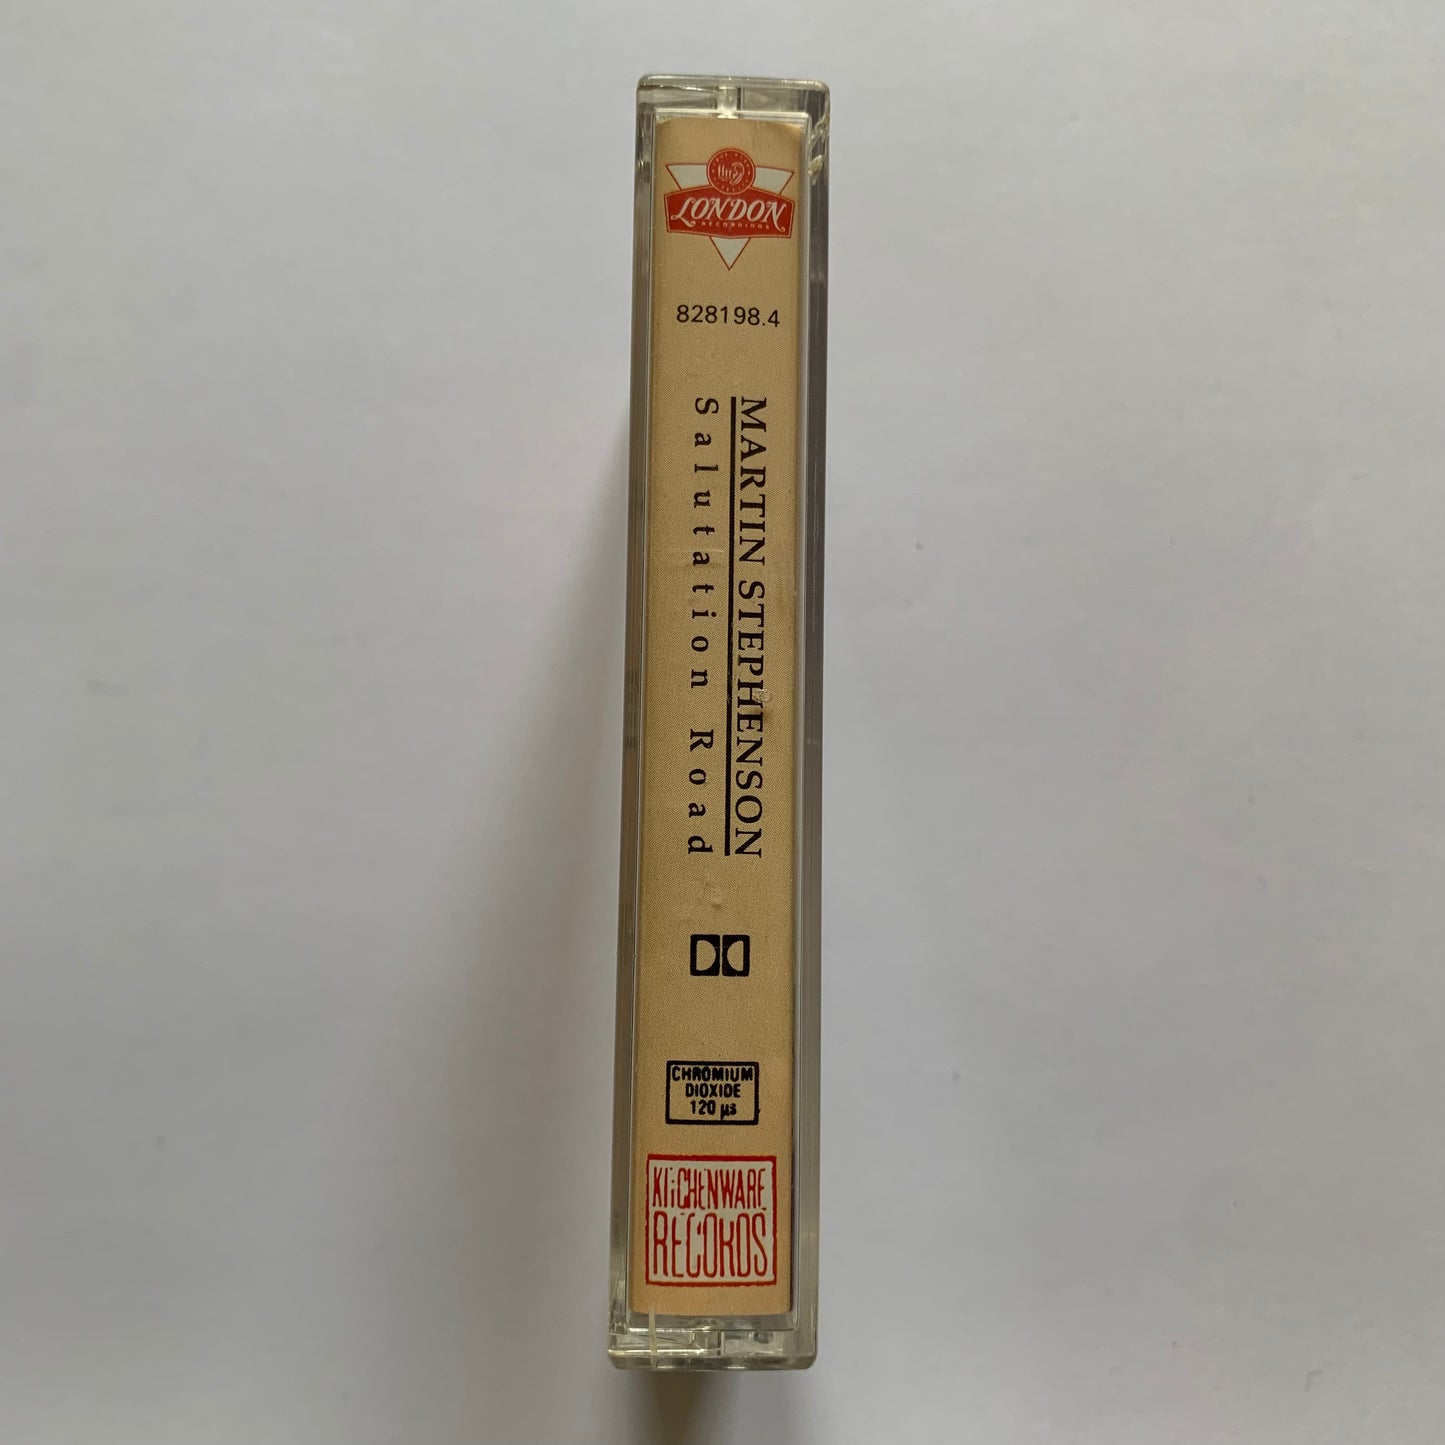 LONDON
RECORDINGS
828198.4
MARTIN STEPHENSON
Salutation Road
CHROMIUM
DIOXIDE
120 µs
KITCHENWARE
RECORDS